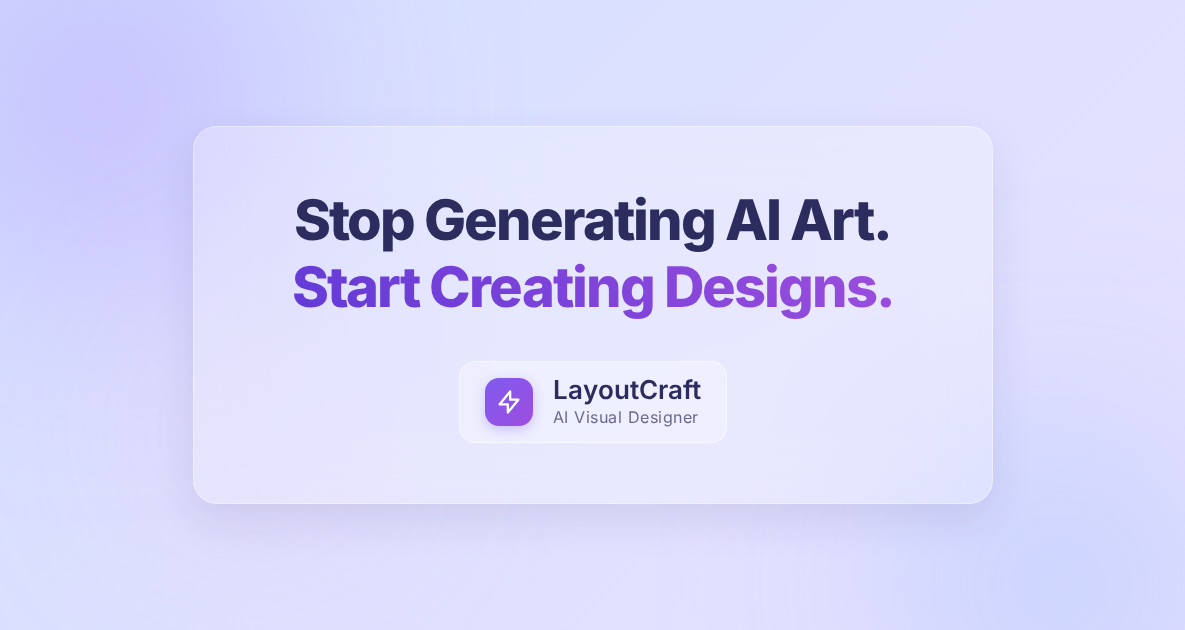 Stop Generating AI Art.
Start Creating Designs.
LayoutCraft
AI Visual Designer